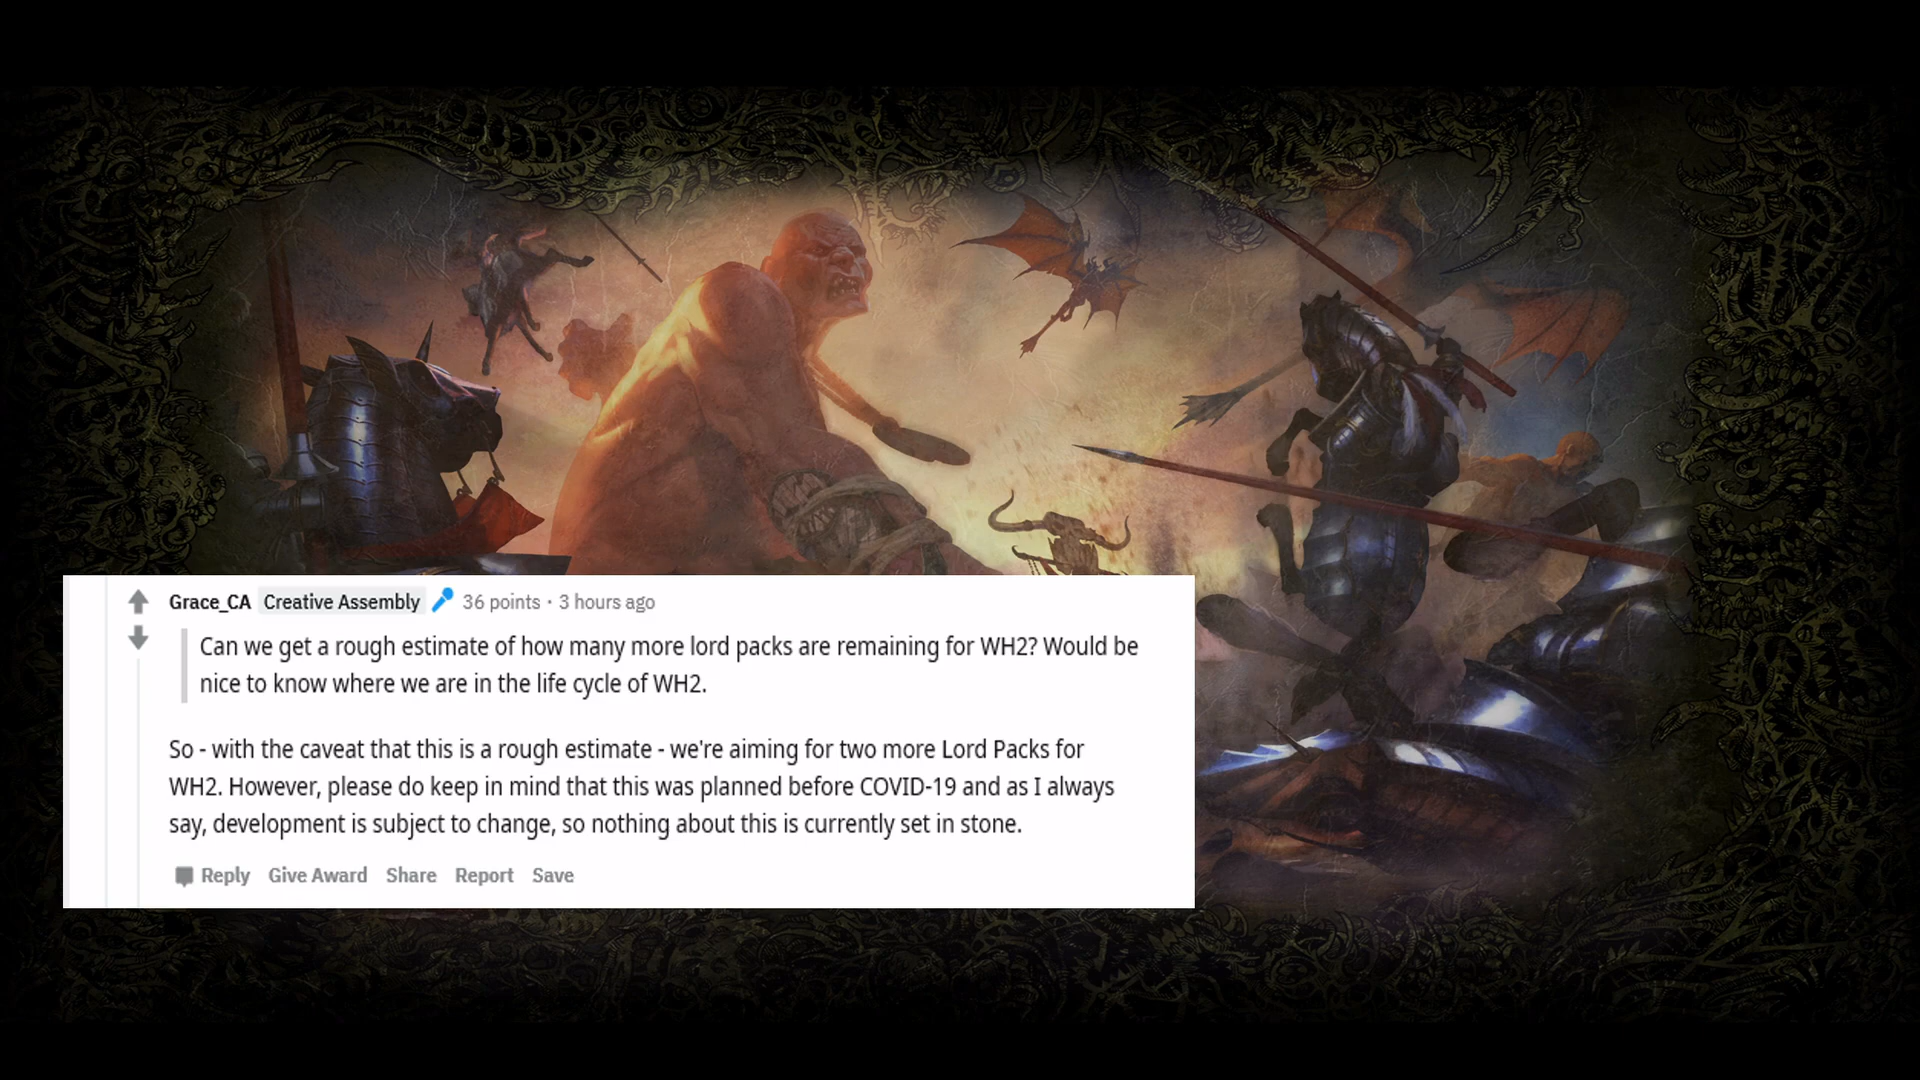 Grace_CA Creative Assembly 36 points · 3 hours ago
Can we get a rough estimate of how many more lord packs are remaining for WH2? Would be
nice to know where we are in the life cycle of WH2.
So - with the caveat that this is a rough estimate - we're aiming for two more Lord Packs for
WH2. However, please do keep in mind that this was planned before COVID-19 and as I always
say, development is subject to change, so nothing about this is currently set in stone.
Reply Give Award Share Report Save